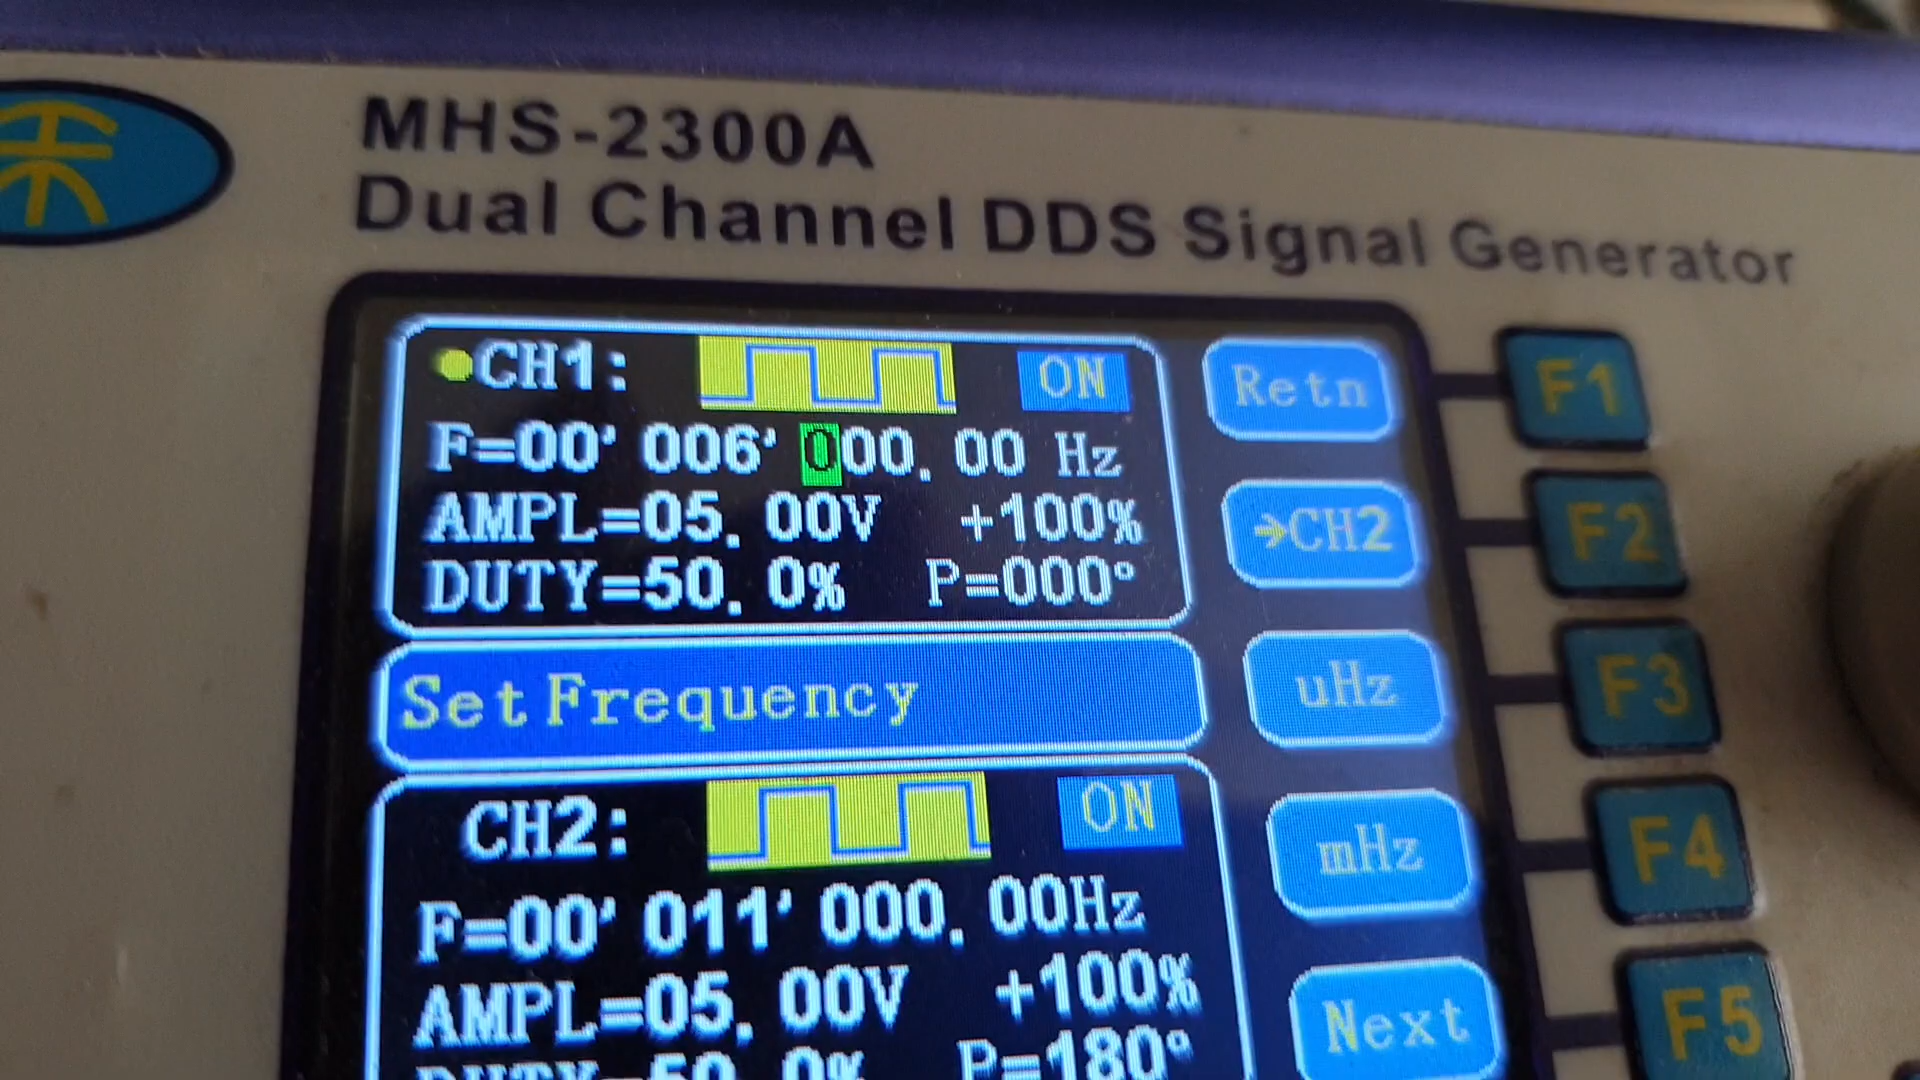 MHS-2300A
Dual Channel DDS Signal Generator
CH1: ON
F=00'006'000.00 Hz
AMPL=05.00V +100%
DUTY=50.0% P=000°
Set Frequency
CH2: ON
F=00'011'000.00Hz
AMPL=05.00V +100%
DUTY=50.0% P=180°
Retn
→CH2
uHz
mHz
Next
F1
F2
F3
F4
F5